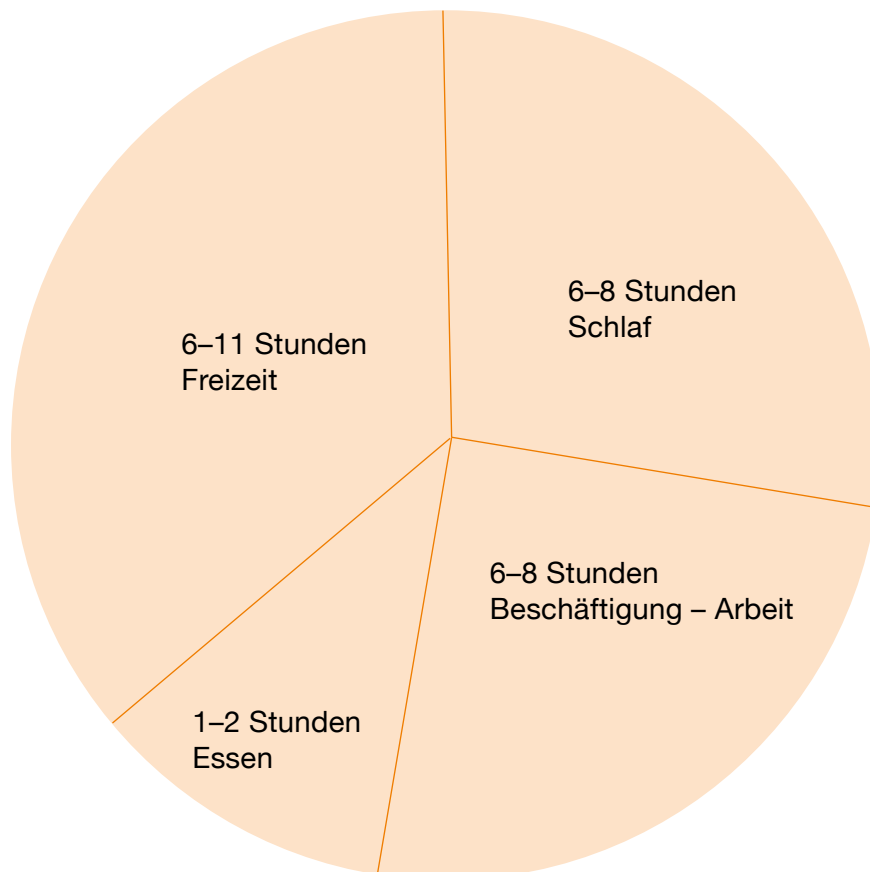 6–8 Stunden
Schlaf
6–11 Stunden
Freizeit
6–8 Stunden
Beschäftigung – Arbeit
1–2 Stunden
Essen